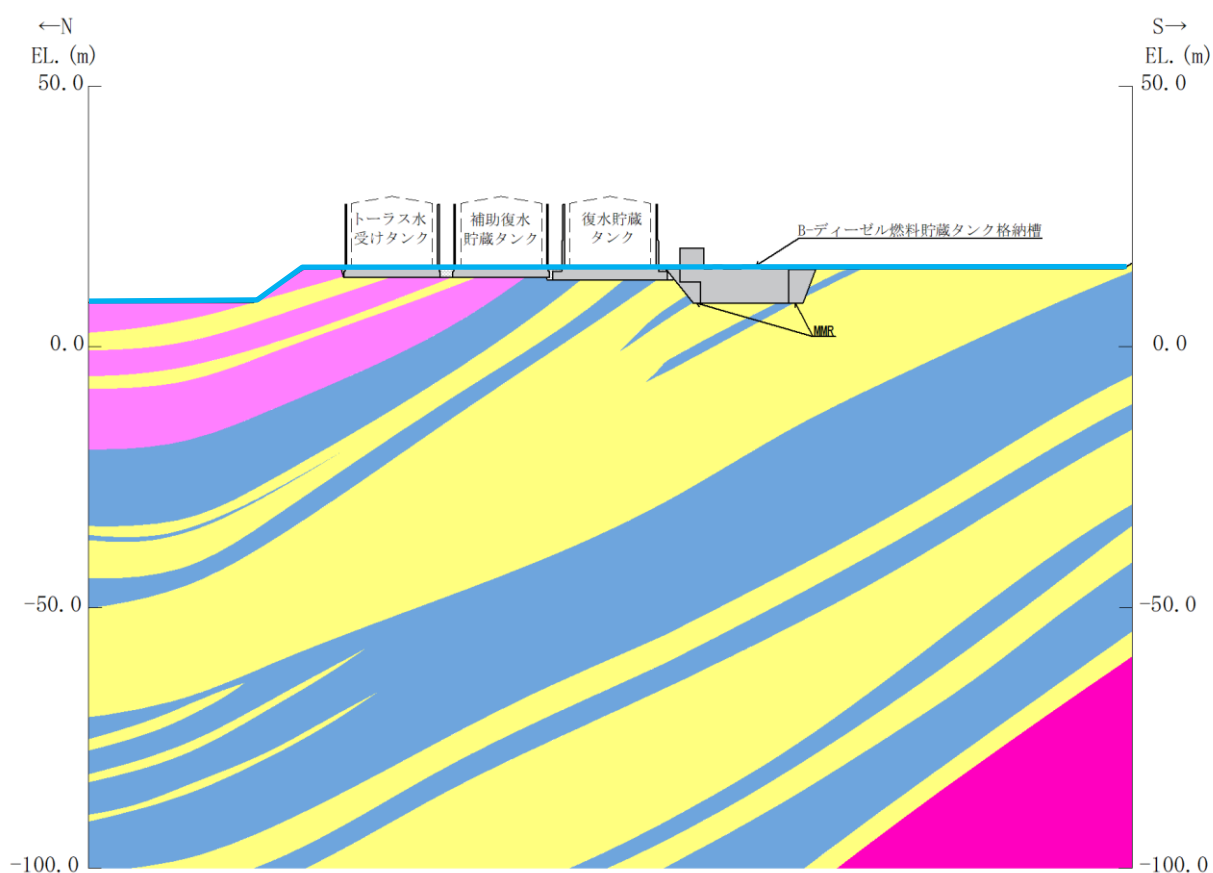 ←N
S→
EL.(m)
EL.(m)
50.0
50.0
トーラス水
受けタンク
補助復水
貯蔵タンク
復水貯蔵
タンク
B-ディーゼル燃料貯蔵タンク格納槽
MMR
0.0
0.0
-50.0
-50.0
-100.0
-100.0